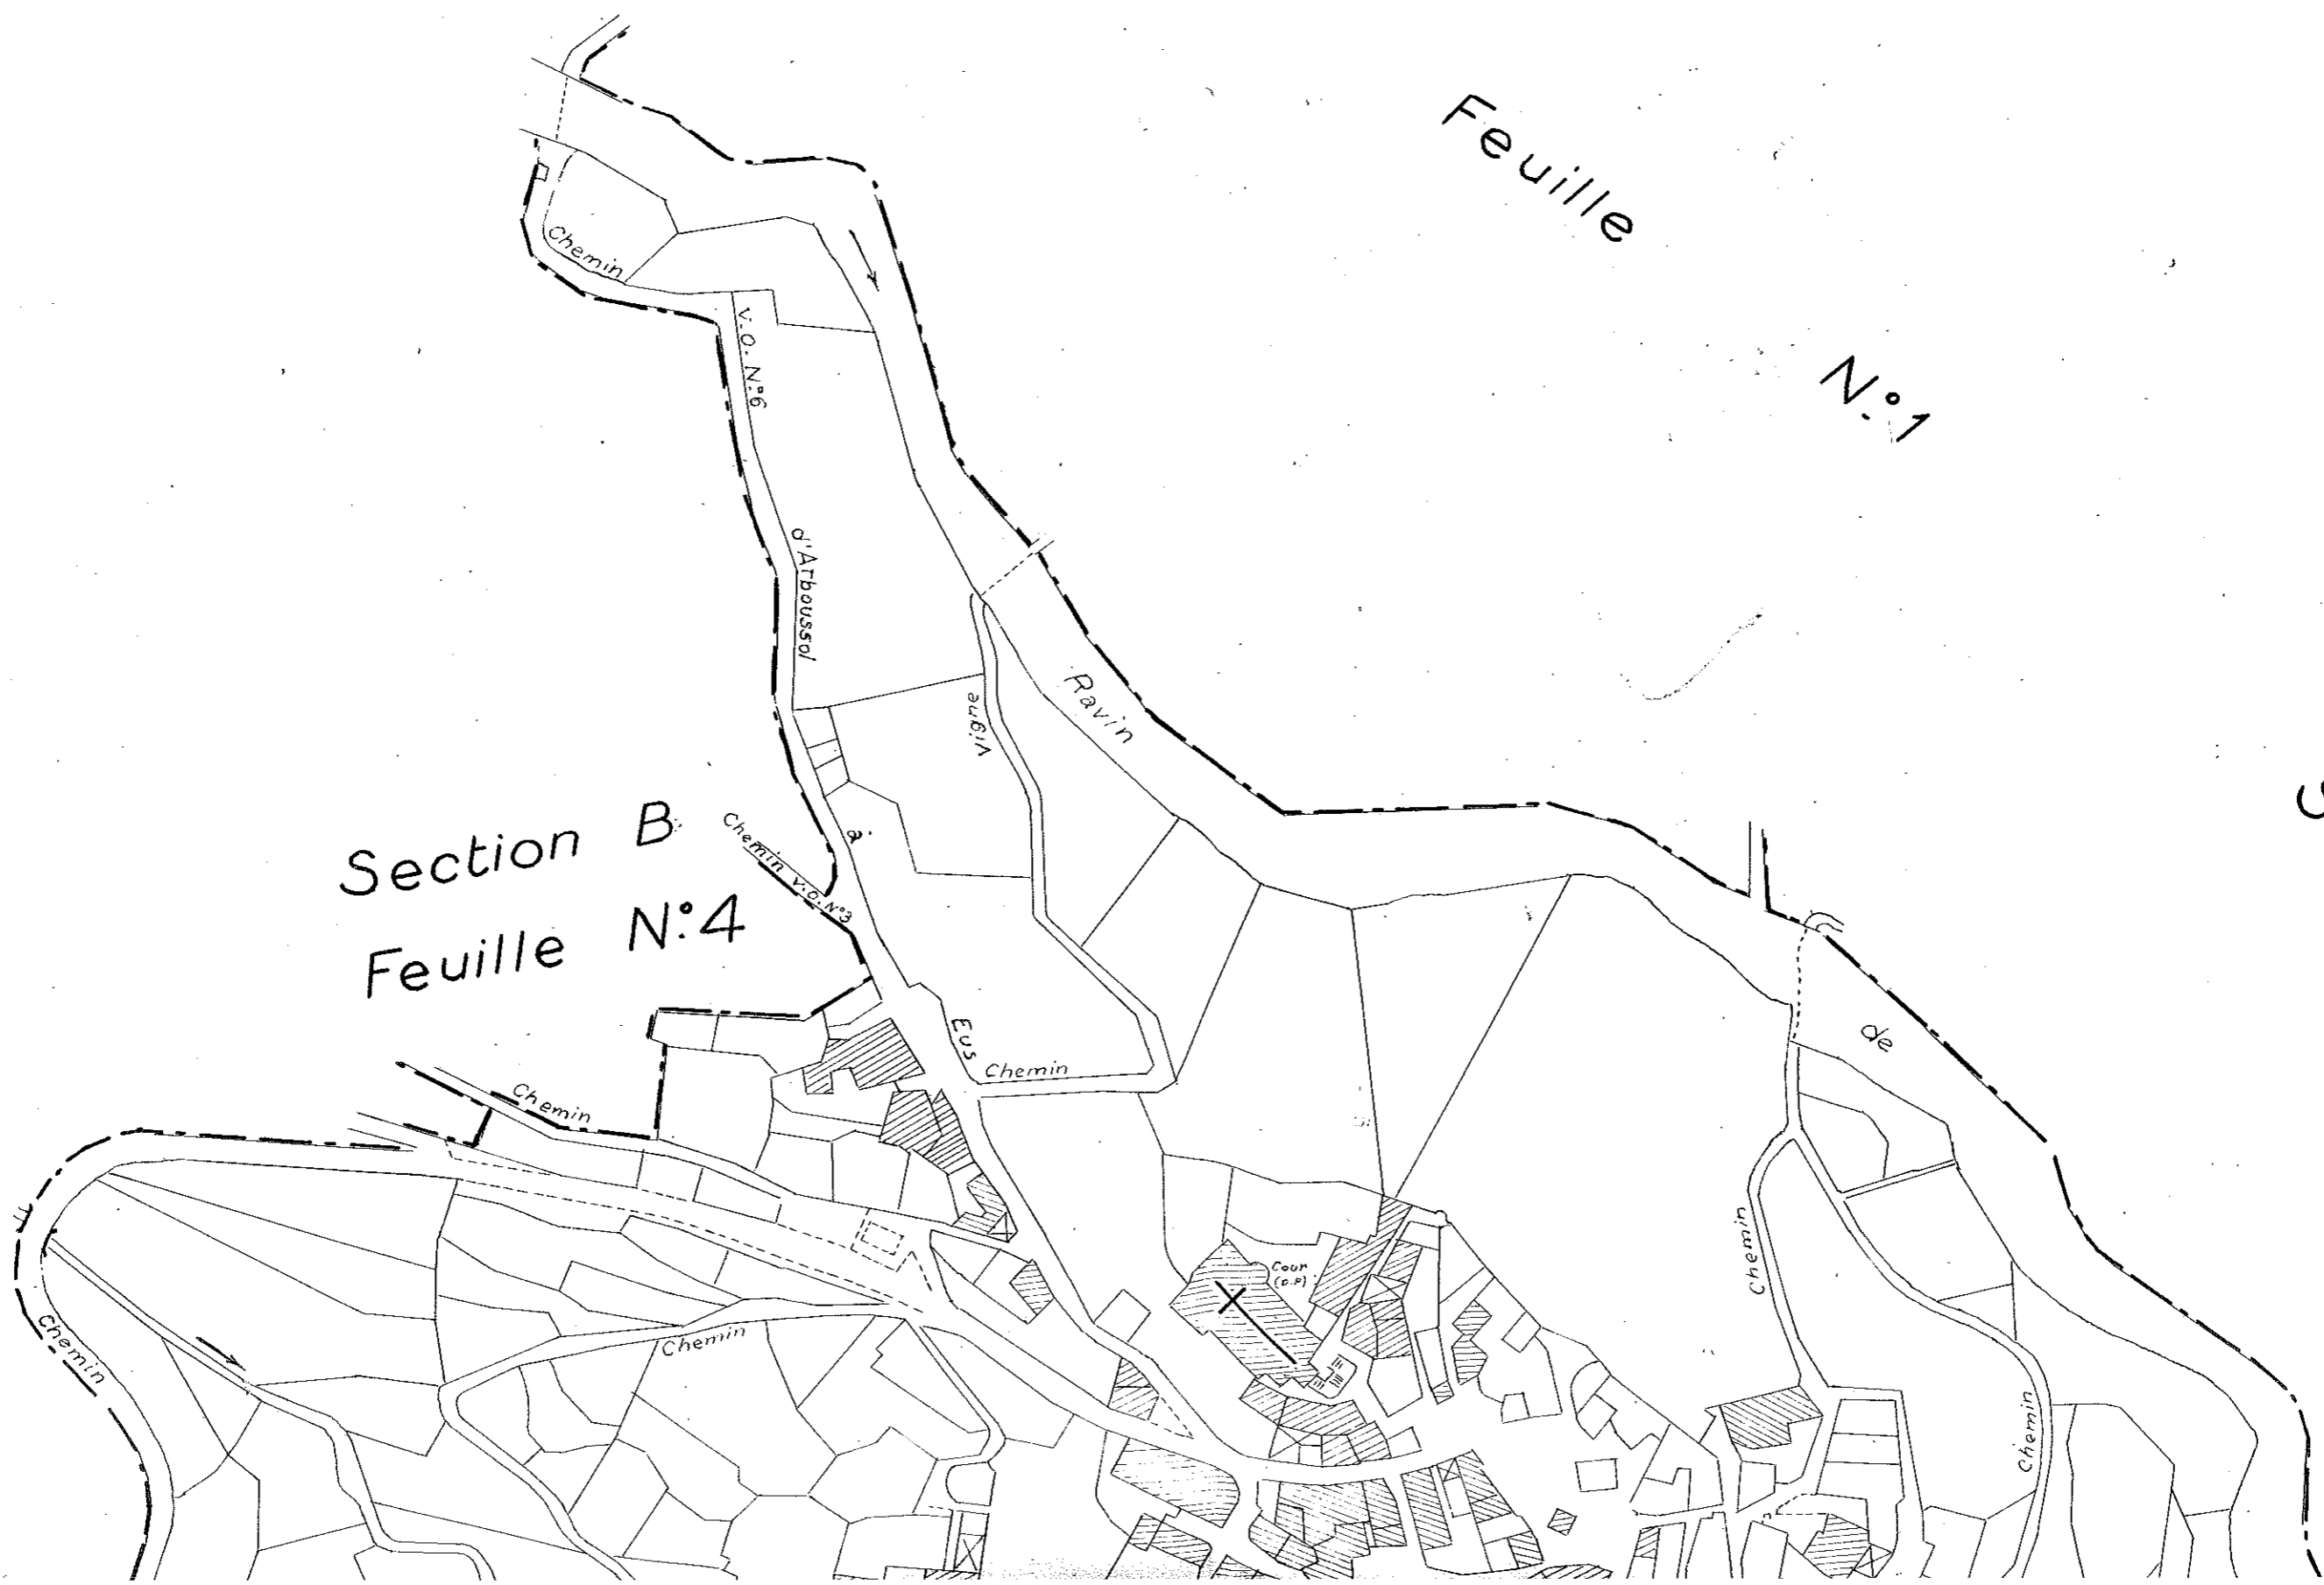 Feuille
N.°1
Chemin
V.O. N°6
d'Arboussol
à
Eus
Vigne
Ravin
de
Section B
Feuille N.°4
Chemin V.O. N°3
Chemin
Chemin
Chemin
Chemin
Cour
(D.P)
Chemin
Chemin